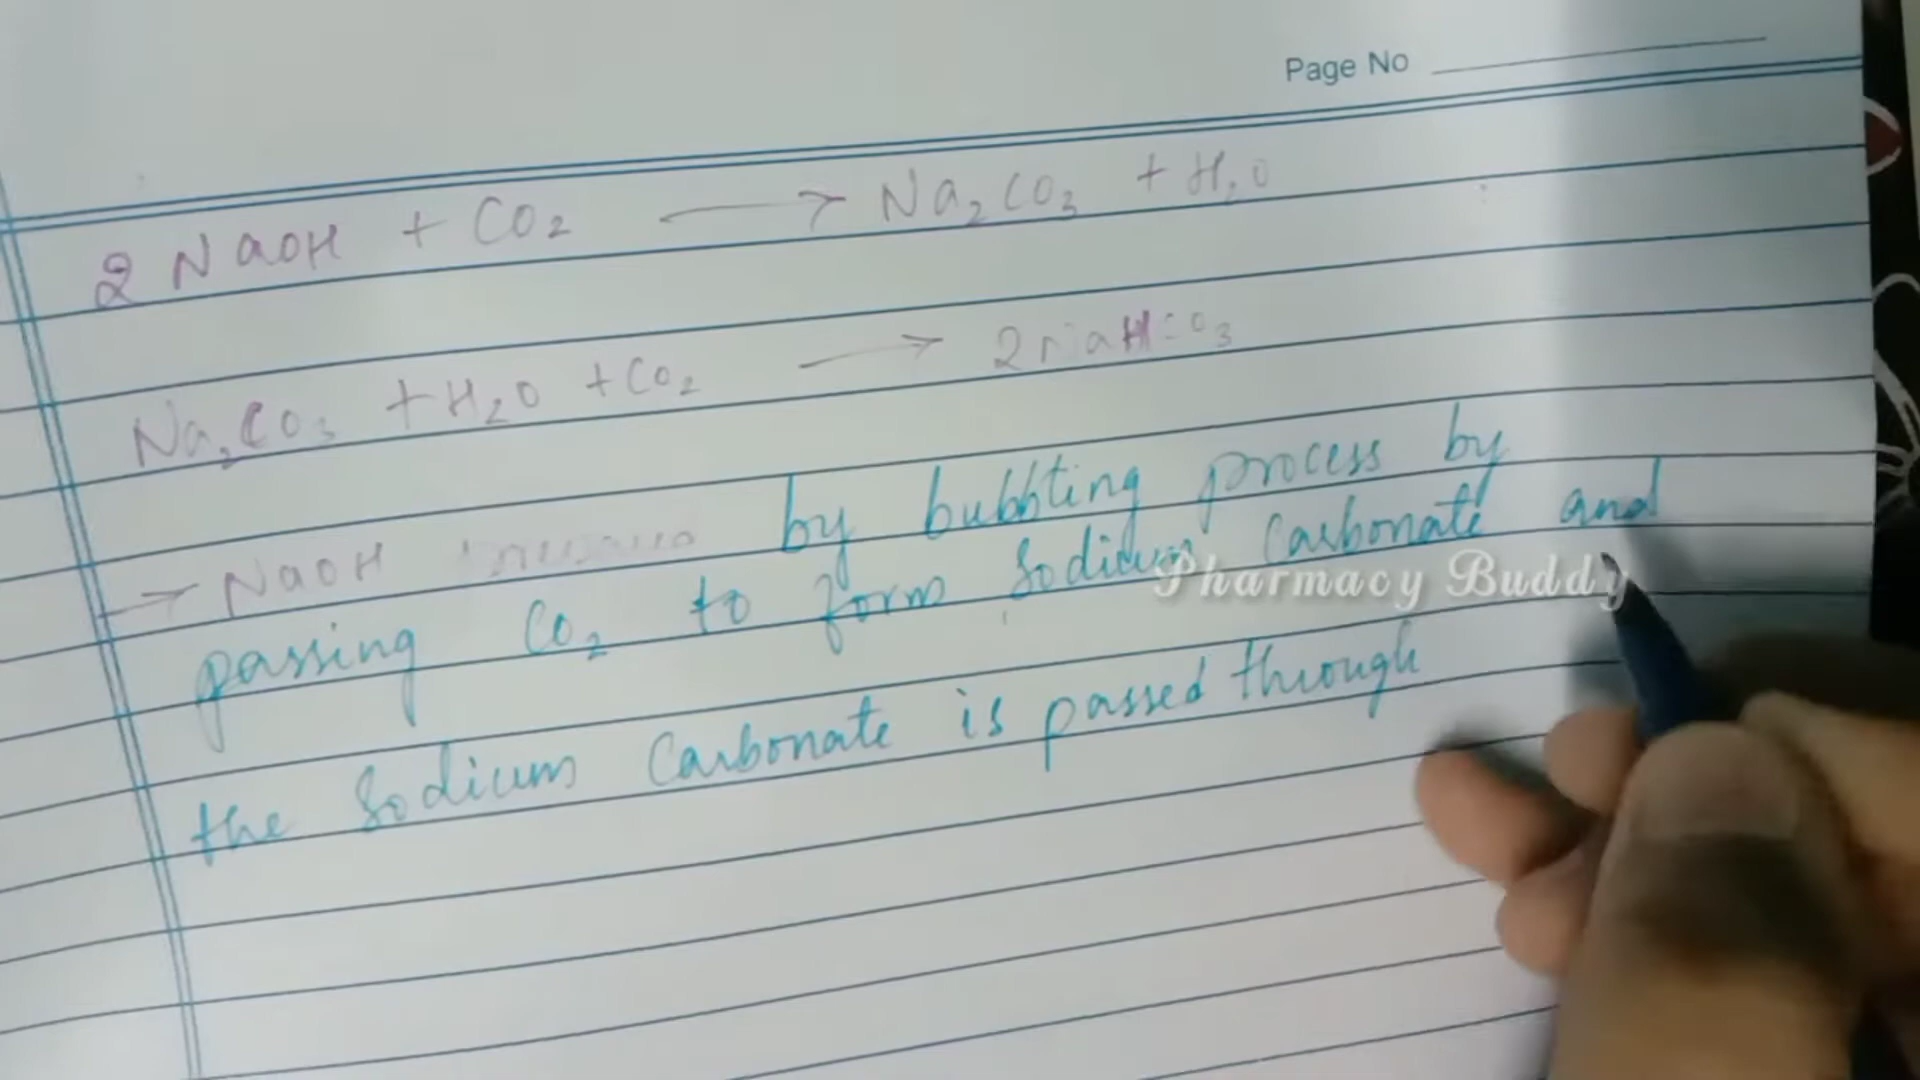 Page No
2 NaOH + CO2 → Na2CO3 + H2O
Na2CO3 + H2O + CO2 → 2NaHCO3
→ NaOH by bubbting process by
passing CO2 to form Sodium Carbonate and
Pharmacy Buddy
the Sodium Carbonate is passed through